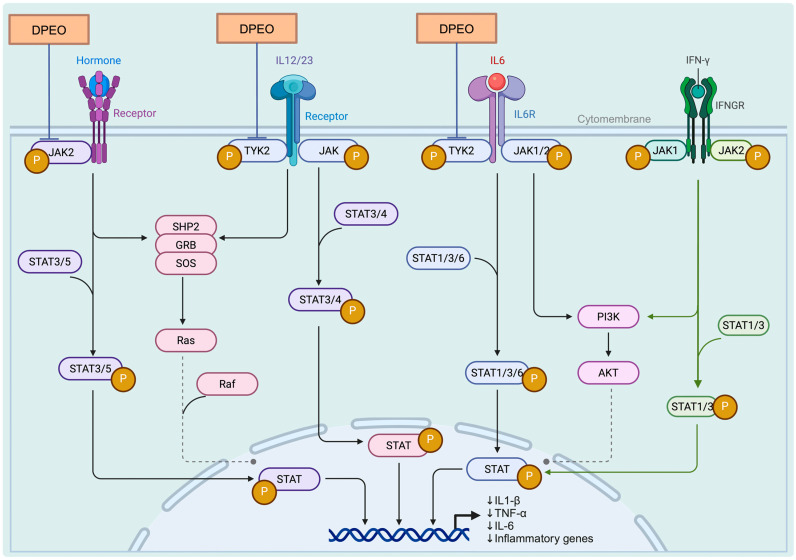 DPEO
DPEO
DPEO
Hormone
IL12/23
IL6
IFN-γ
Receptor
Receptor
IL6R
IFNGR
Cytomembrane
P
JAK2
P
TYK2
JAK
P
P
TYK2
JAK1/2
P
P
JAK1
JAK2
P
SHP2
GRB
SOS
STAT3/4
STAT3/5
STAT1/3/6
STAT3/4
P
PI3K
STAT1/3
Ras
STAT3/5
P
Raf
STAT1/3/6
P
AKT
STAT1/3
P
STAT
P
STAT
P
STAT
P
↓IL1-β
↓TNF-α
↓IL-6
↓Inflammatory genes